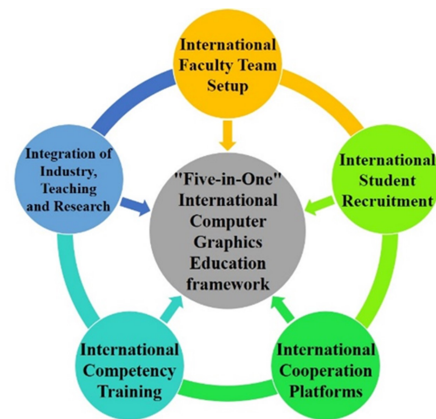 International
Faculty Team
Setup
Integration of
Industry,
Teaching
and Research
"Five-in-One"
International
Computer
Graphics
Education
framework
International
Student
Recruitment
International
Competency
Training
International
Cooperation
Platforms